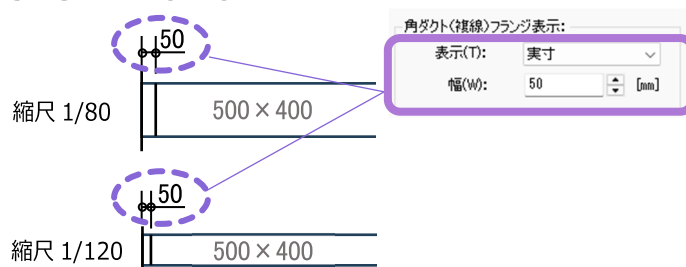 角ダクト(複線)フランジ表示:
表示(T): 実寸
幅(W): 50 [mm]
50
縮尺 1/80 500×400
50
縮尺 1/120 500×400